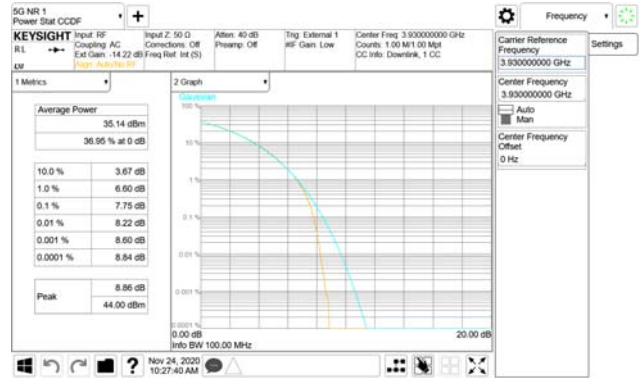 5G NR 1
Power Stat CCDF
Frequency
KEYSIGHT
RL
Input: RF
Coupling: AC
Ext Gain: -14.22 dB
Align: Auto/No RF
Input Z: 50 Ω
Corrections: Off
Freq Ref: Int (S)
Atten: 40 dB
Preamp: Off
Trig: External 1
#IF Gain: Low
Center Freq: 3.930000000 GHz
Counts: 1.00 M/1.00 Mpt
CC Info: Downlink, 1 CC
Carrier Reference
Frequency
3.930000000 GHz
Settings
Center Frequency
3.930000000 GHz
Auto
Man
Center Frequency
Offset
0 Hz
1 Metrics
Average Power
35.14 dBm
36.95 % at 0 dB
10.0 % 3.67 dB
1.0 % 6.60 dB
0.1 % 7.75 dB
0.01 % 8.22 dB
0.001 % 8.60 dB
0.0001 % 8.84 dB
Peak
8.86 dB
44.00 dBm
2 Graph
Gaussian
100 %
10 %
1 %
0.1 %
0.01 %
0.001 %
0.0001 %
0.00 dB
20.00 dB
Info BW 100.00 MHz
Nov 24, 2020
10:27:40 AM